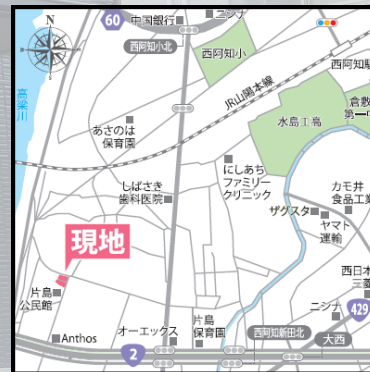 60
中国銀行
ニシナ
西阿知小北
西阿知小
西阿知駅
JR山陽本線
高梁川
あさのは
保育園
水島工高
倉敷
第一中
にしあち
ファミリー
クリニック
しばさき
歯科医院
カモ井
食品工業
ザグスタ
ヤマト
運輸
現地
片島
公民館
西日本
三菱
429
ニシナ
Anthos
オーエックス
片島
保育園
西阿知新田北
大西
2